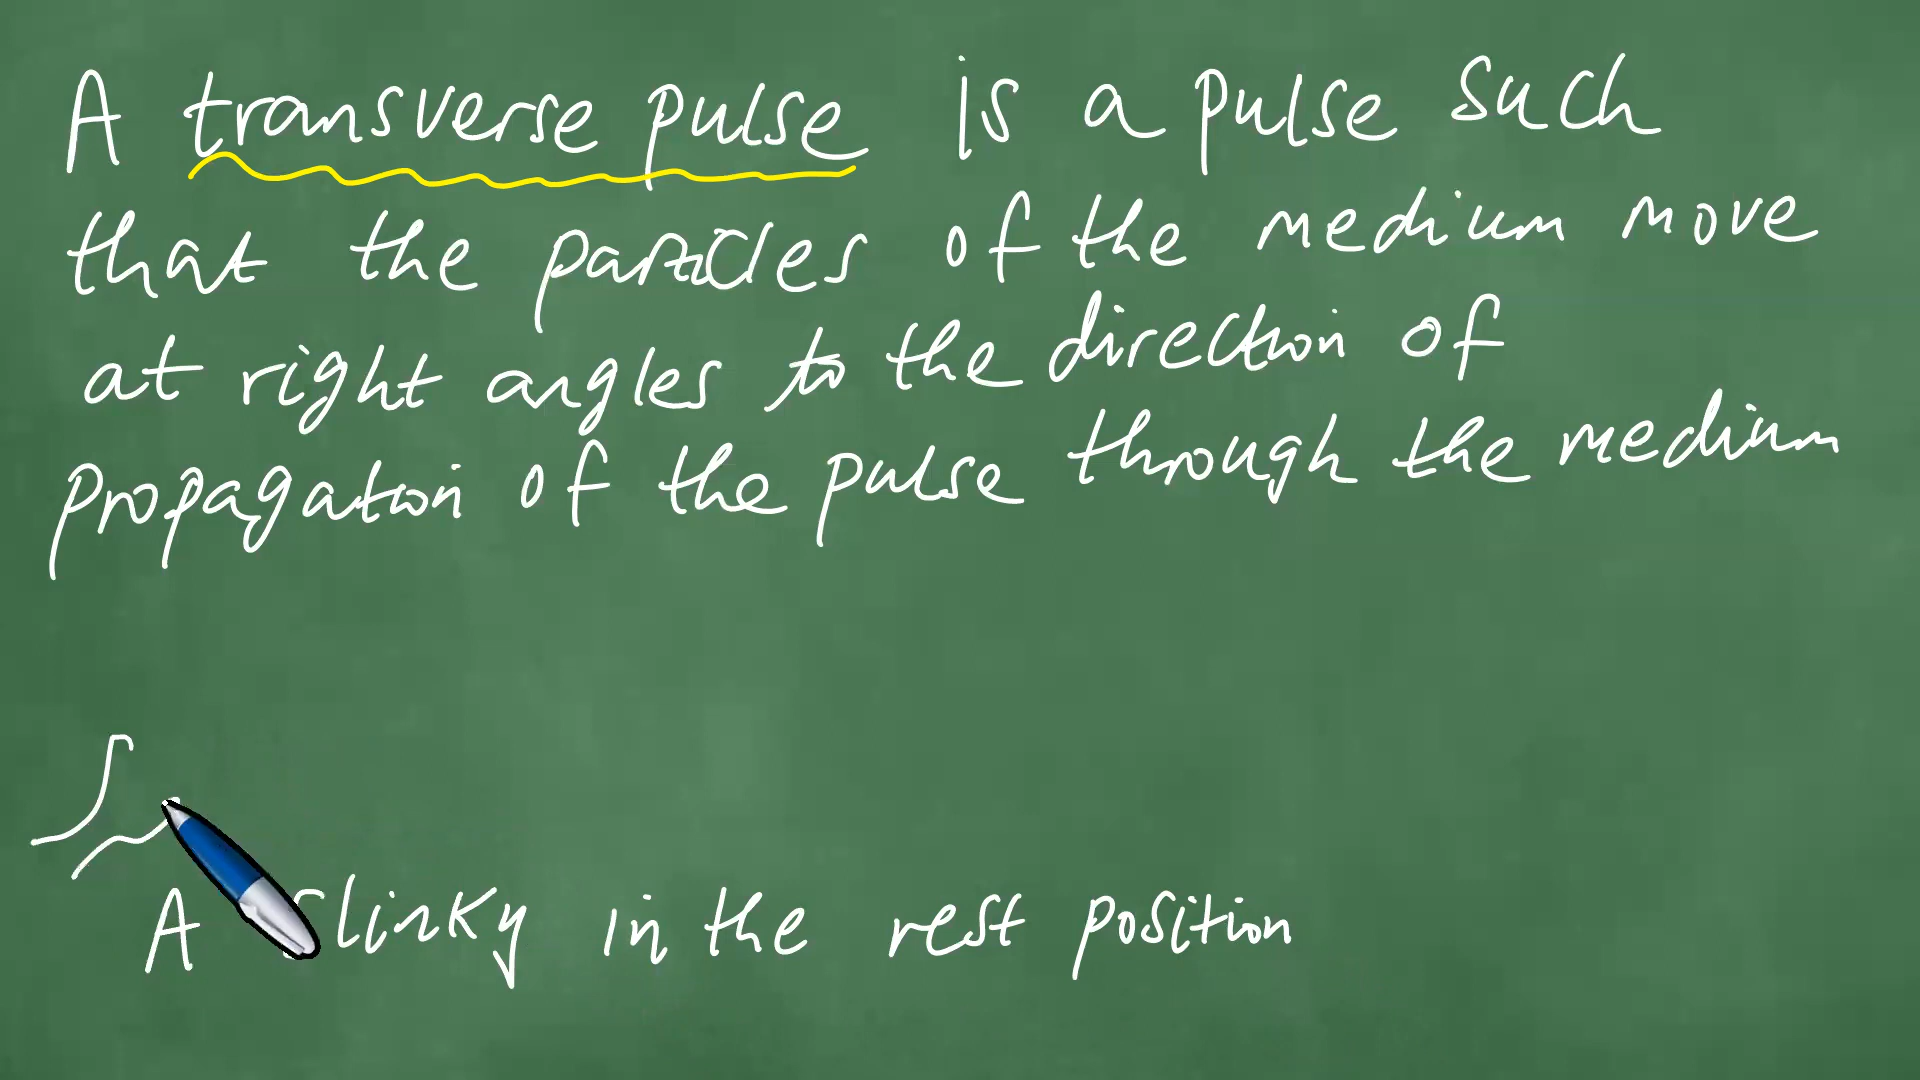 A transverse pulse is a pulse such
that the particles of the medium move
at right angles to the direction of
propagation of the pulse through the medium
A slinky in the rest position